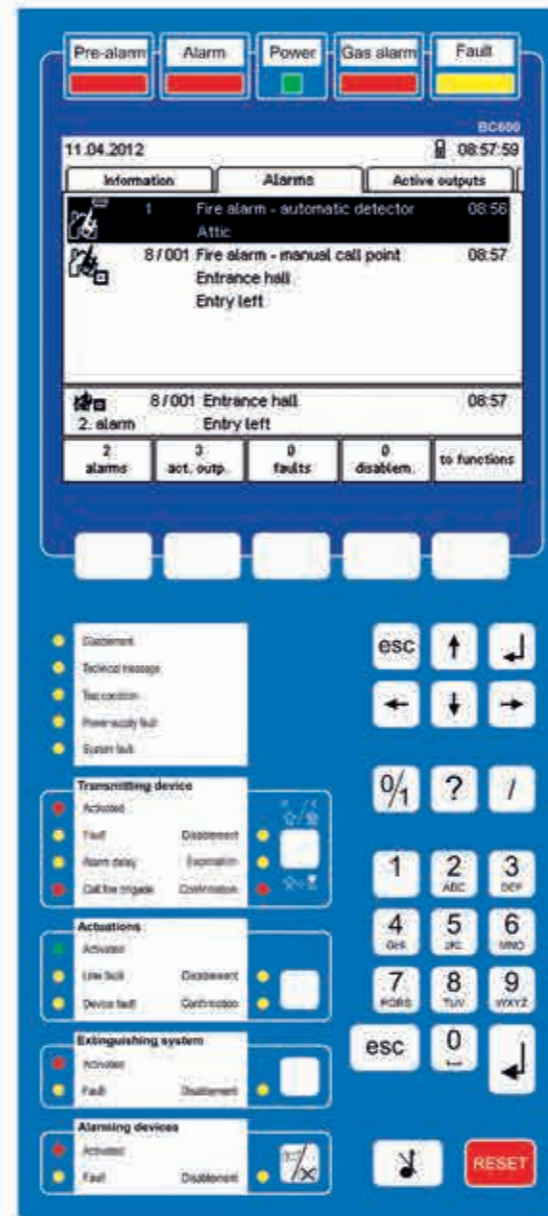 Pre-alarm Alarm Power Gas alarm Fault
BC600
11.04.2012 08:57:59
Information Alarms Active outputs
1 Fire alarm - automatic detector 08:56
Attic
8/001 Fire alarm - manual call point 08:57
Entrance hall
Entry left
8/001 Entrance hall 08:57
2. alarm Entry left
2 alarms 3 act. outp. 0 faults 0 disablem. to functions
Disablement
Technical message
Test condition
Power supply fault
System fault
esc
Transmitting device
Activated
Fault Disablement
Alarm delay
Call fire brigade Confirmation
0/1 ? /
Actuations
Activated
Line fault Disablement
Device fault Confirmation
Extinguishing system
Activated
Fault Disablement
Alarming devices
Activated
Fault Disablement
1 2 ABC 3 DEF
4 GHI 5 JKL 6 MNO
7 PQRS 8 TUV 9 WXYZ
esc 0
RESET